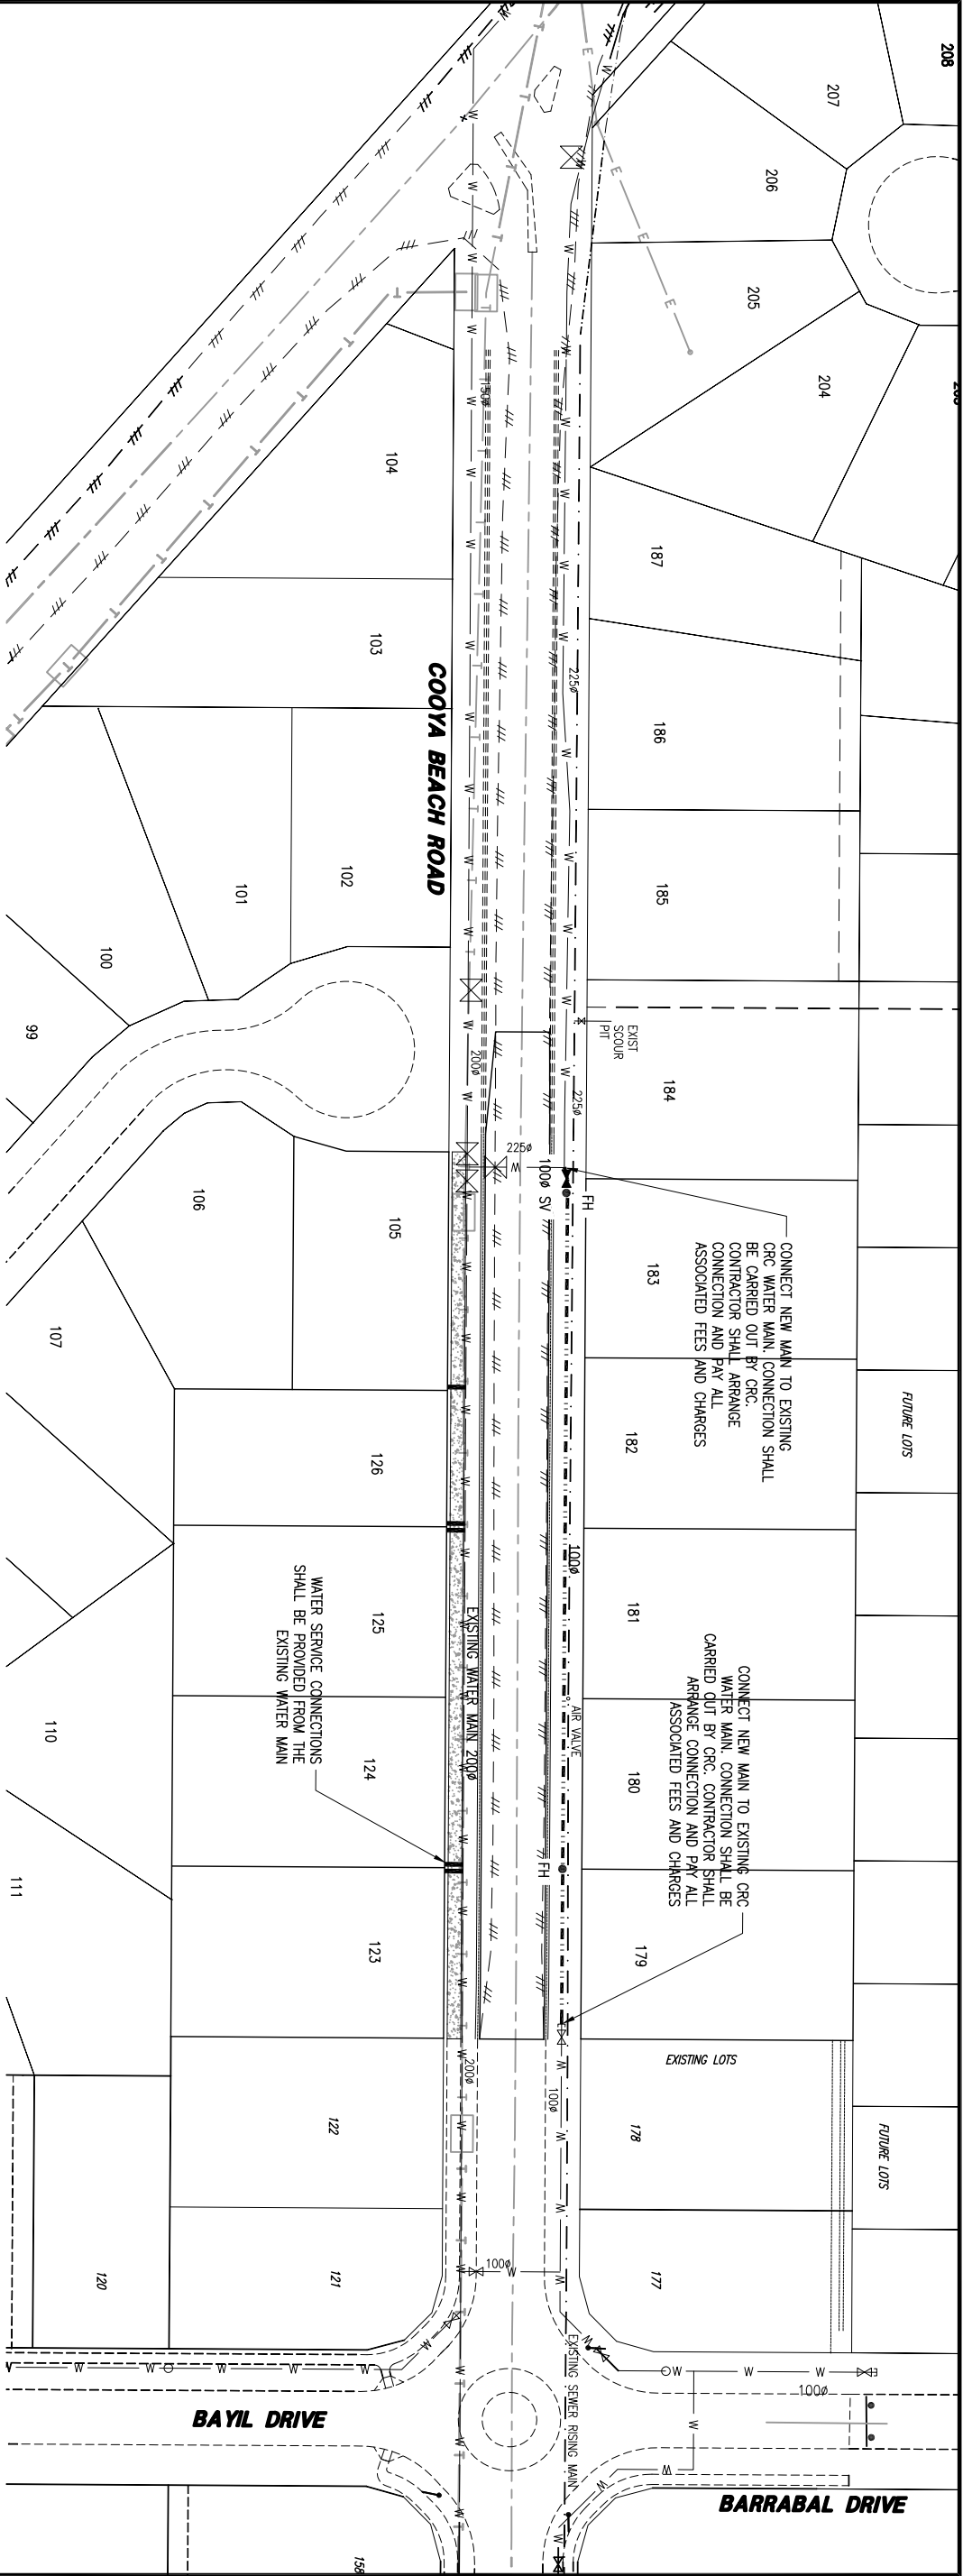 208
207
206
205
204
187
186
185
184
183
182
181
180
179
178
177
104
103
102
101
100
99
105
106
107
126
125
124
123
122
121
120
110
111
158
COOYA BEACH ROAD
BAYIL DRIVE
BARRABAL DRIVE
150ø
225ø
EXIST
SCOUR
PIT
225ø
200ø
225ø
100ø SV
FH
CONNECT NEW MAIN TO EXISTING
CRC WATER MAIN. CONNECTION SHALL
BE CARRIED OUT BY CRC.
CONTRACTOR SHALL ARRANGE
CONNECTION AND PAY ALL
ASSOCIATED FEES AND CHARGES
FUTURE LOTS
100ø
EXISTING WATER MAIN 200ø
AIR VALVE
WATER SERVICE CONNECTIONS
SHALL BE PROVIDED FROM THE
EXISTING WATER MAIN
CONNECT NEW MAIN TO EXISTING CRC
WATER MAIN. CONNECTION SHALL BE
CARRIED OUT BY CRC. CONTRACTOR SHALL
ARRANGE CONNECTION AND PAY ALL
ASSOCIATED FEES AND CHARGES
FH
EXISTING LOTS
FUTURE LOTS
200ø
100ø
100ø
EXISTING SEWER RISING MAIN
100ø